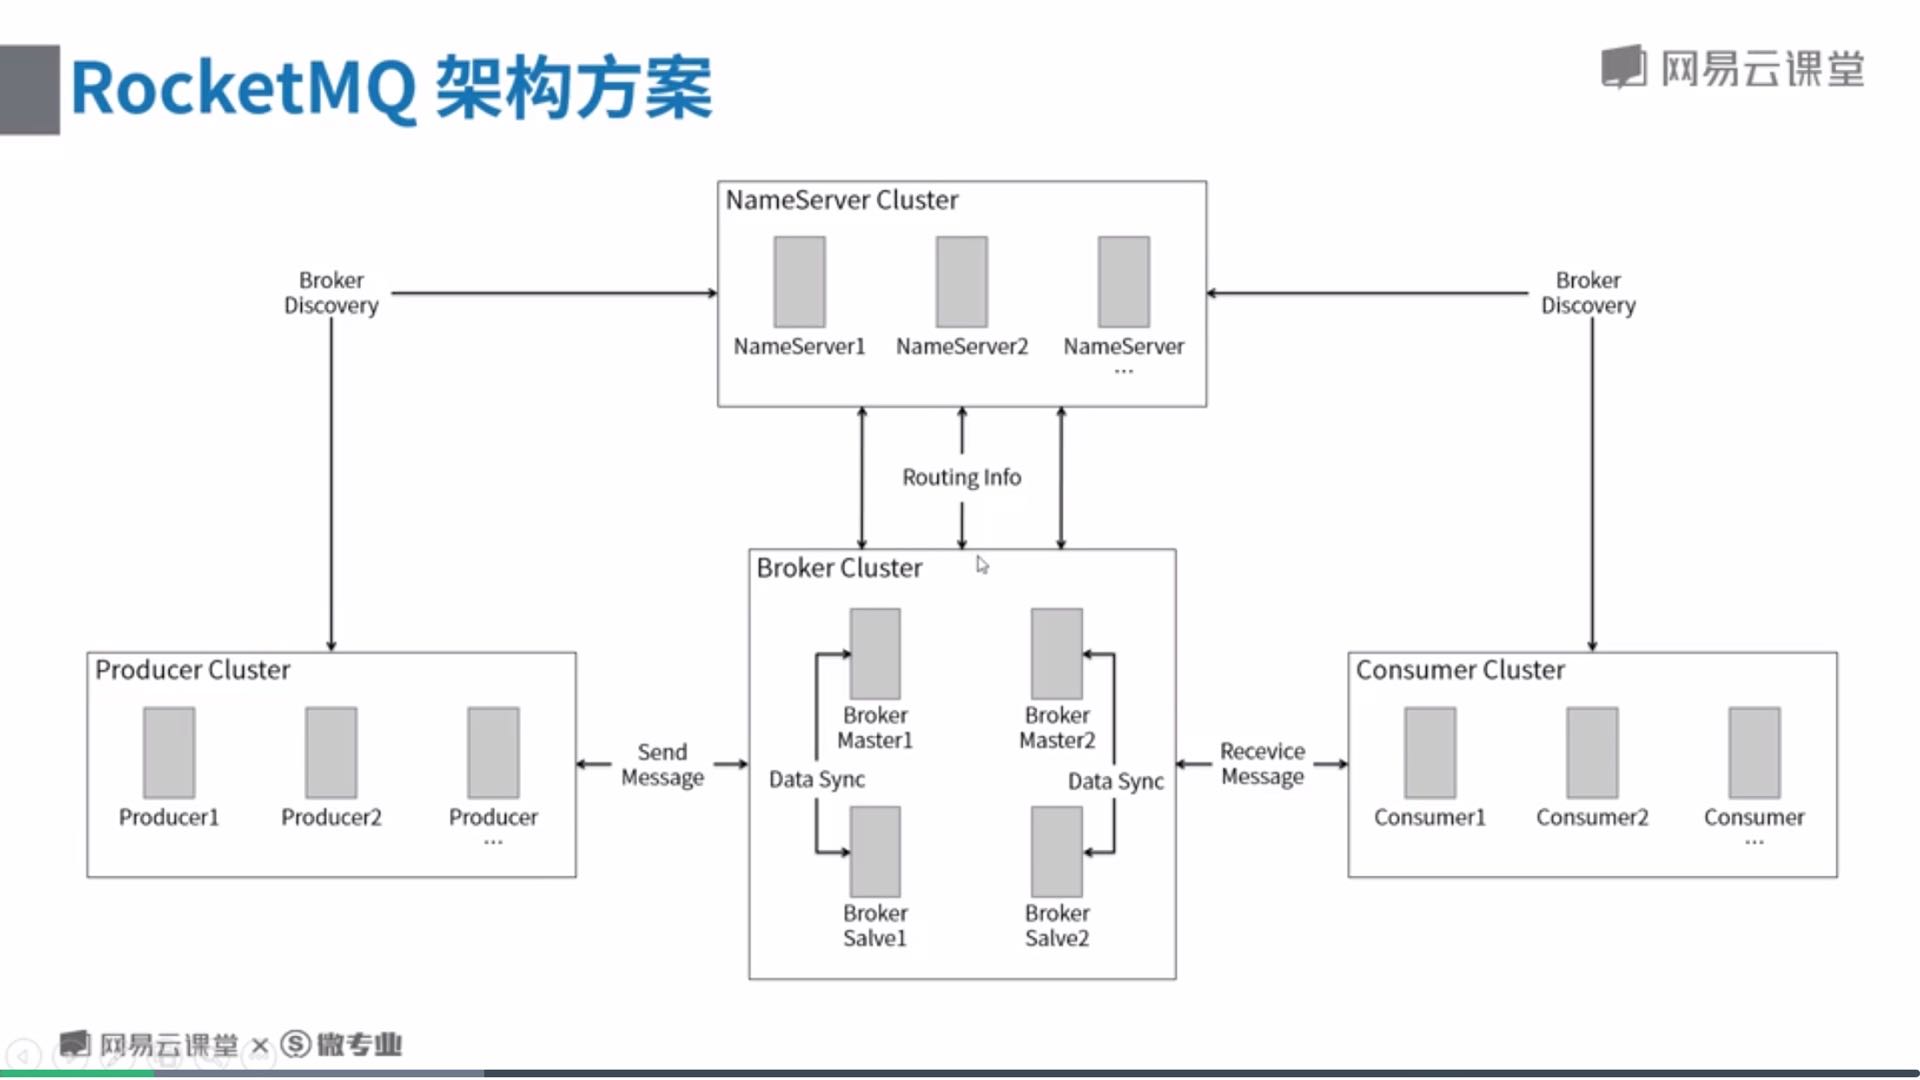 RocketMQ 架构方案
网易云课堂
NameServer Cluster
NameServer1
NameServer2
NameServer
...
Broker
Discovery
Broker
Discovery
Routing Info
Broker Cluster
Broker
Master1
Broker
Master2
Data Sync
Data Sync
Broker
Salve1
Broker
Salve2
Producer Cluster
Producer1
Producer2
Producer
...
Send
Message
Recevice
Message
Consumer Cluster
Consumer1
Consumer2
Consumer
...
网易云课堂 × 微专业